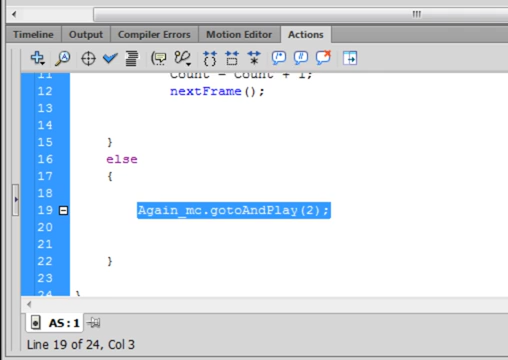 Timeline Output Compiler Errors Motion Editor Actions
11 Count = Count + 1;
12 nextFrame();
13
14
15 }
16 else
17 {
18
19 Again_mc.gotoAndPlay(2);
20
21
22 }
23
24 }
AS:1
Line 19 of 24, Col 3